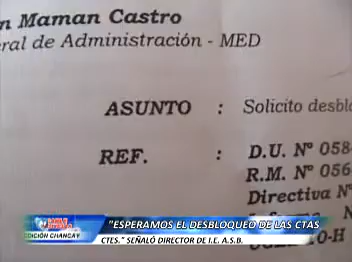 n Maman Castro
eral de Administración - MED
ASUNTO : Solicito desblo
REF. : D.U. Nº 058
R.M. Nº 056
Directiva Nº
"ESPERAMOS EL DESBLOQUEO DE LAS CTAS
EDICIÓN CHANCAY
CTES." SEÑALÓ DIRECTOR DE I.E. A.S.B.